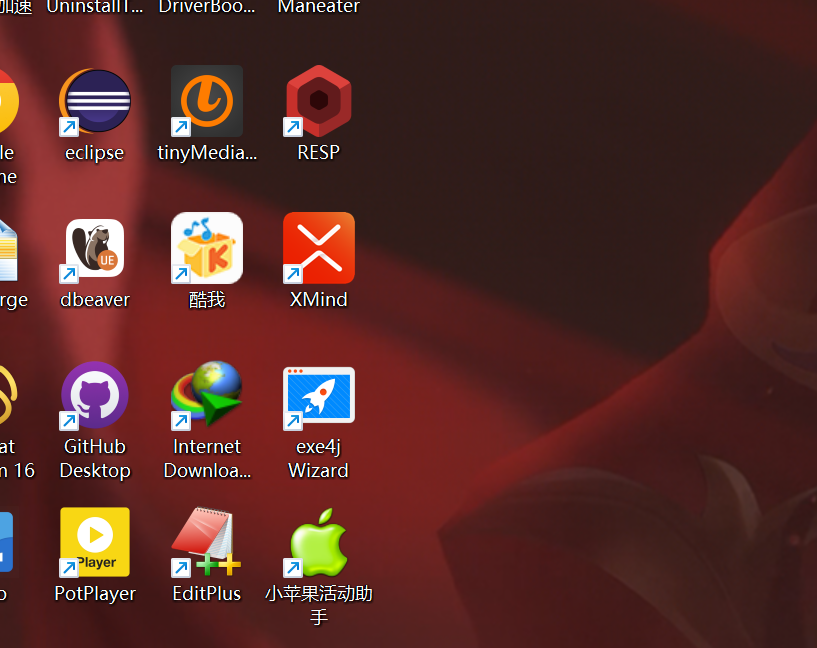 加速 UninstallT... DriverBoo... Maneater
le
ne
eclipse tinyMedia... RESP
UE
rge dbeaver 酷我 XMind
at
n 16
GitHub
Desktop
Internet
Downloa...
exe4j
Wizard
Player
PotPlayer EditPlus 小苹果活动助
手